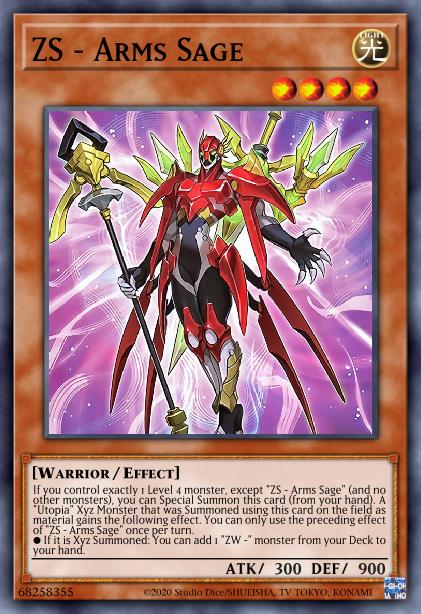 ZS - Arms Sage
LIGHT
光
[Warrior / Effect]
If you control exactly 1 Level 4 monster, except "ZS - Arms Sage" (and no
other monsters), you can Special Summon this card (from your hand). A
"Utopia" Xyz Monster that was Summoned using this card on the field as
material gains the following effect. You can only use the preceding effect
of "ZS - Arms Sage" once per turn.
● If it is Xyz Summoned: You can add 1 "ZW -" monster from your Deck to
your hand.
ATK/ 300 DEF/ 900
68258355
©2020 Studio Dice/SHUEISHA, TV TOKYO, KONAMI